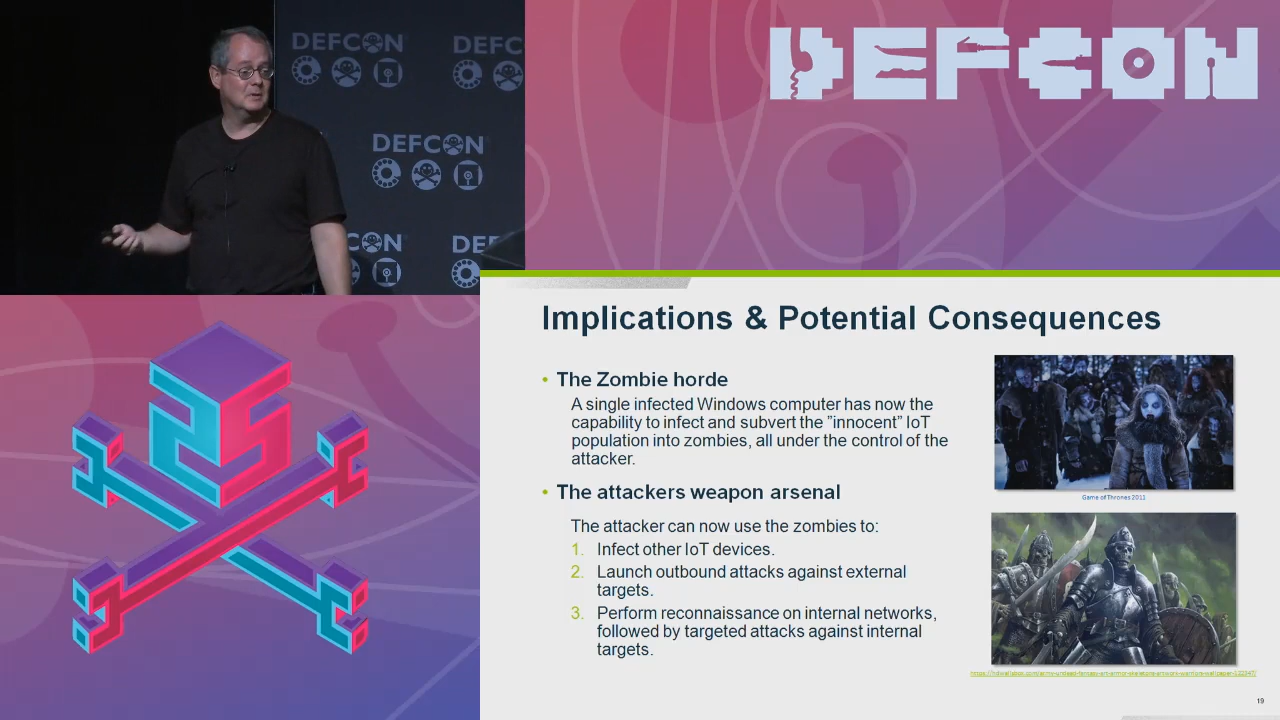 DEFCON
DEFC
DEFCON
CON
DE
DEFCON
Implications & Potential Consequences
• The Zombie horde
A single infected Windows computer has now the
capability to infect and subvert the ”innocent” IoT
population into zombies, all under the control of the
attacker.
• The attackers weapon arsenal
The attacker can now use the zombies to:
1. Infect other IoT devices.
2. Launch outbound attacks against external
targets.
3. Perform reconnaissance on internal networks,
followed by targeted attacks against internal
targets.
Game of Thrones 2011
19